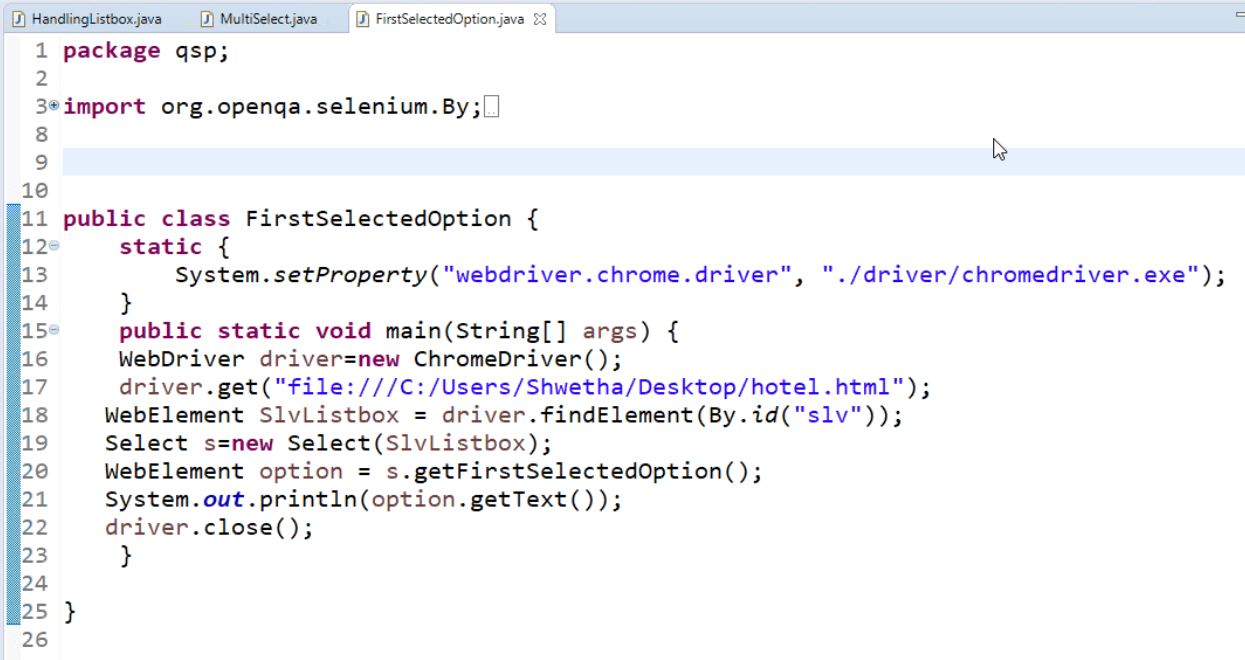 HandlingListbox.java MultiSelect.java FirstSelectedOption.java
1 package qsp;
2
3 import org.openqa.selenium.By;
8
9
10
11 public class FirstSelectedOption {
12 static {
13 System.setProperty("webdriver.chrome.driver", "./driver/chromedriver.exe");
14 }
15 public static void main(String[] args) {
16 WebDriver driver=new ChromeDriver();
17 driver.get("file:///C:/Users/Shwetha/Desktop/hotel.html");
18 WebElement SlvListbox = driver.findElement(By.id("slv"));
19 Select s=new Select(SlvListbox);
20 WebElement option = s.getFirstSelectedOption();
21 System.out.println(option.getText());
22 driver.close();
23 }
24
25 }
26